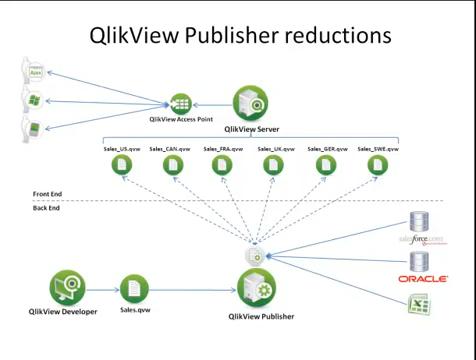 QlikView Publisher reductions
Ajax
QlikView Access Point
QlikView Server
Sales_US.qvw
Sales_CAN.qvw
Sales_FRA.qvw
Sales_UK.qvw
Sales_GER.qvw
Sales_SWE.qvw
Front End
Back End
salesforce.com
ORACLE
QlikView Developer
Sales.qvw
QlikView Publisher